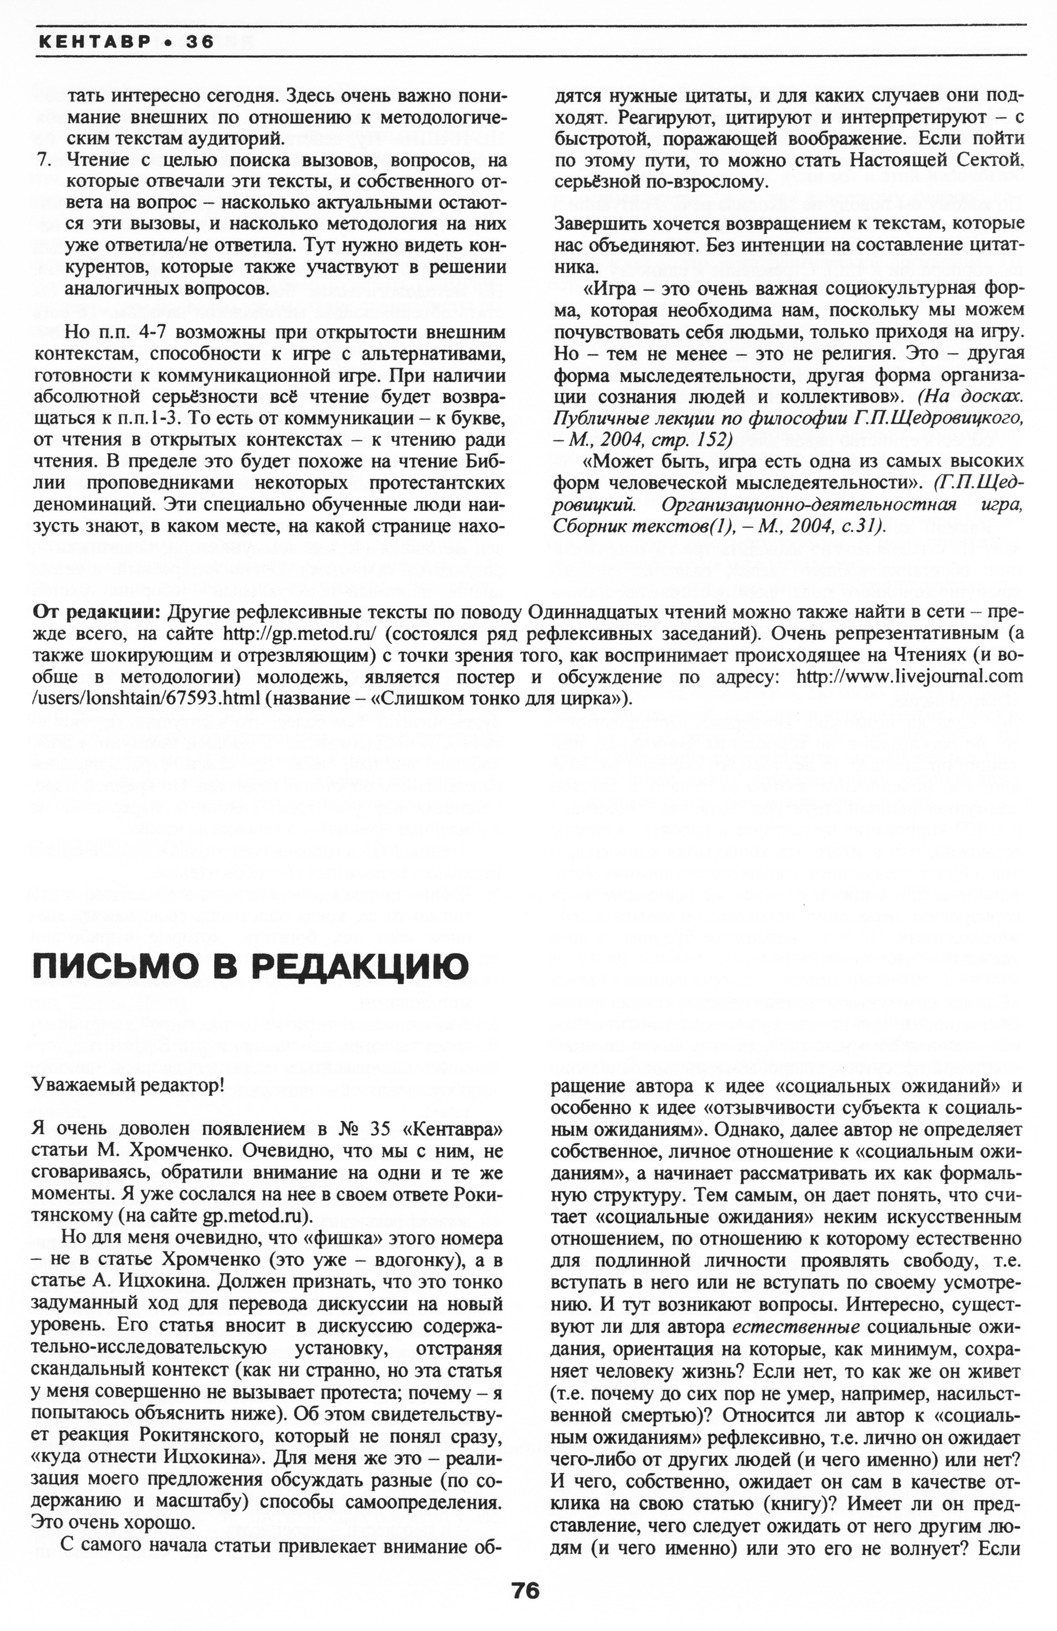 КЕНТАВР • 36
тать интересно сегодня. Здесь очень важно пони-
мание внешних по отношению к методологиче-
ским текстам аудиторий.
7. Чтение с целью поиска вызовов, вопросов, на
которые отвечали эти тексты, и собственного от-
вета на вопрос – насколько актуальными остают-
ся эти вызовы, и насколько методология на них
уже ответила/не ответила. Тут нужно видеть кон-
курентов, которые также участвуют в решении
аналогичных вопросов.
Но п.п. 4-7 возможны при открытости внешним
контекстам, способности к игре с альтернативами,
готовности к коммуникационной игре. При наличии
абсолютной серьёзности всё чтение будет возвра-
щаться к п.п.1-3. То есть от коммуникации – к букве,
от чтения в открытых контекстах – к чтению ради
чтения. В пределе это будет похоже на чтение Биб-
лии проповедниками некоторых протестантских
деноминаций. Эти специально обученные люди наи-
зусть знают, в каком месте, на какой странице нахо-
дятся нужные цитаты, и для каких случаев они под-
ходят. Реагируют, цитируют и интерпретируют – с
быстротой, поражающей воображение. Если пойти
по этому пути, то можно стать Настоящей Сектой,
серьёзной по-взрослому.
Завершить хочется возвращением к текстам, которые
нас объединяют. Без интенции на составление цитат-
ника.
«Игра – это очень важная социокультурная фор-
ма, которая необходима нам, поскольку мы можем
почувствовать себя людьми, только приходя на игру.
Но – тем не менее – это не религия. Это – другая
форма мыследеятельности, другая форма организа-
ции сознания людей и коллективов». (На досках.
Публичные лекции по философии Г.П.Щедровицкого,
– М., 2004, стр. 152)
«Может быть, игра есть одна из самых высоких
форм человеческой мыследеятельности». (Г.П.Щед-
ровицкий. Организационно-деятельностная игра,
Сборник текстов(1), – М., 2004, с.31).
От редакции: Другие рефлексивные тексты по поводу Одиннадцатых чтений можно также найти в сети – пре-
жде всего, на сайте http://gp.metod.ru/ (состоялся ряд рефлексивных заседаний). Очень репрезентативным (а
также шокирующим и отрезвляющим) с точки зрения того, как воспринимает происходящее на Чтениях (и во-
обще в методологии) молодежь, является постер и обсуждение по адресу: http://www.livejournal.com
/users/lonshtain/67593.html (название – «Слишком тонко для цирка»).
ПИСЬМО В РЕДАКЦИЮ
Уважаемый редактор!
Я очень доволен появлением в № 35 «Кентавра»
статьи М. Хромченко. Очевидно, что мы с ним, не
сговариваясь, обратили внимание на одни и те же
моменты. Я уже сослался на нее в своем ответе Роки-
тянскому (на сайте gp.metod.ru).
Но для меня очевидно, что «фишка» этого номера
– не в статье Хромченко (это уже – вдогонку), а в
статье А. Ицхокина. Должен признать, что это тонко
задуманный ход для перевода дискуссии на новый
уровень. Его статья вносит в дискуссию содержа-
тельно-исследовательскую установку, отстраняя
скандальный контекст (как ни странно, но эта статья
у меня совершенно не вызывает протеста; почему – я
попытаюсь объяснить ниже). Об этом свидетельству-
ет реакция Рокитянского, который не понял сразу,
«куда отнести Ицхокина». Для меня же это – реали-
зация моего предложения обсуждать разные (по со-
держанию и масштабу) способы самоопределения.
Это очень хорошо.
С самого начала статьи привлекает внимание об-
ращение автора к идее «социальных ожиданий» и
особенно к идее «отзывчивости субъекта к социаль-
ным ожиданиям». Однако, далее автор не определяет
собственное, личное отношение к «социальным ожи-
даниям», а начинает рассматривать их как формаль-
ную структуру. Тем самым, он дает понять, что счи-
тает «социальные ожидания» неким искусственным
отношением, по отношению к которому естественно
для подлинной личности проявлять свободу, т.е.
вступать в него или не вступать по своему усмотре-
нию. И тут возникают вопросы. Интересно, сущест-
вуют ли для автора естественные социальные ожи-
дания, ориентация на которые, как минимум, сохра-
няет человеку жизнь? Если нет, то как же он живет
(т.е. почему до сих пор не умер, например, насильст-
венной смертью)? Относится ли автор к «социаль-
ным ожиданиям» рефлексивно, т.е. лично он ожидает
чего-либо от других людей (и чего именно) или нет?
И чего, собственно, ожидает он сам в качестве от-
клика на свою статью (книгу)? Имеет ли он пред-
ставление, чего следует ожидать от него другим лю-
дям (и чего именно) или это его не волнует? Если
76